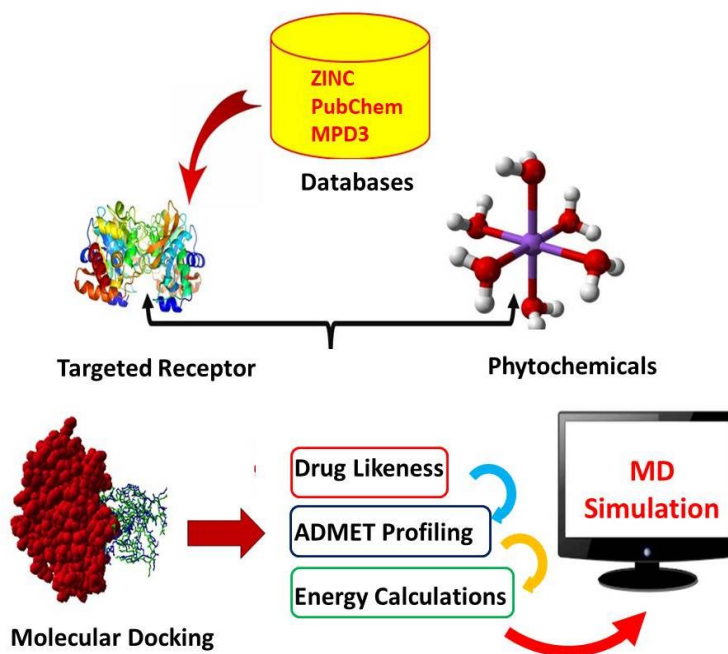 ZINC
PubChem
MPD3
Databases
Targeted Receptor
Phytochemicals
Drug Likeness
ADMET Profiling
Energy Calculations
MD
Simulation
Molecular Docking